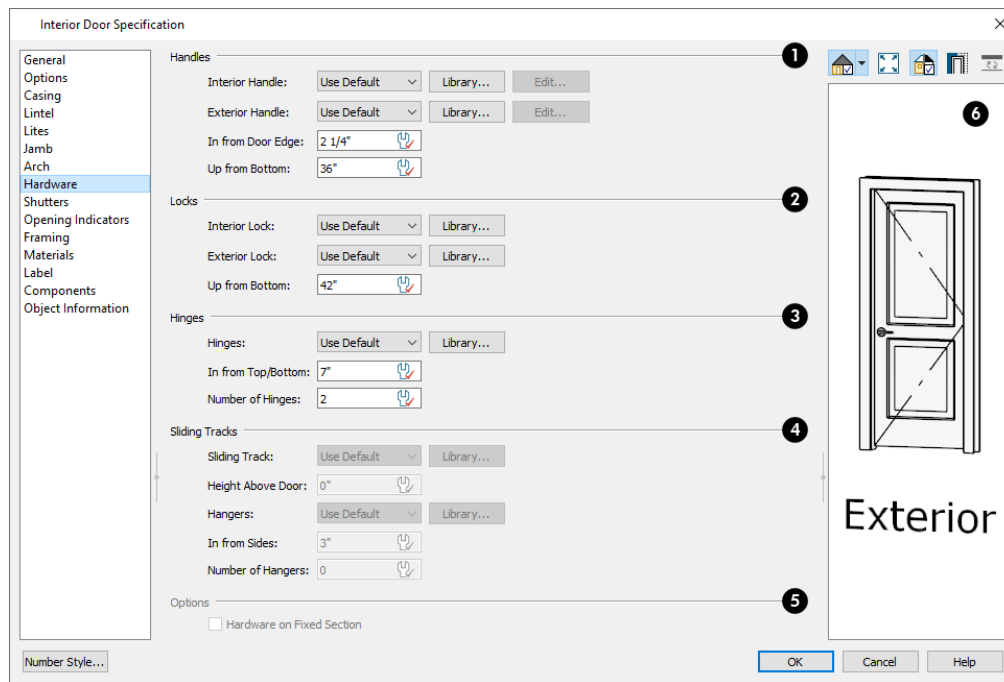 Interior Door Specification
General
Options
Casing
Lintel
Lites
Jamb
Arch
Hardware
Shutters
Opening Indicators
Framing
Materials
Label
Components
Object Information
Handles 1
Interior Handle: Use Default Library... Edit...
Exterior Handle: Use Default Library... Edit...
In from Door Edge: 2 1/4"
Up from Bottom: 36"
Locks 2
Interior Lock: Use Default Library...
Exterior Lock: Use Default Library...
Up from Bottom: 42"
Hinges 3
Hinges: Use Default Library...
In from Top/Bottom: 7"
Number of Hinges: 2
Sliding Tracks 4
Sliding Track: Use Default Library...
Height Above Door: 0"
Hangers: Use Default Library...
In from Sides: 3"
Number of Hangers: 0
Options 5
Hardware on Fixed Section
6
Exterior
Number Style... OK Cancel Help